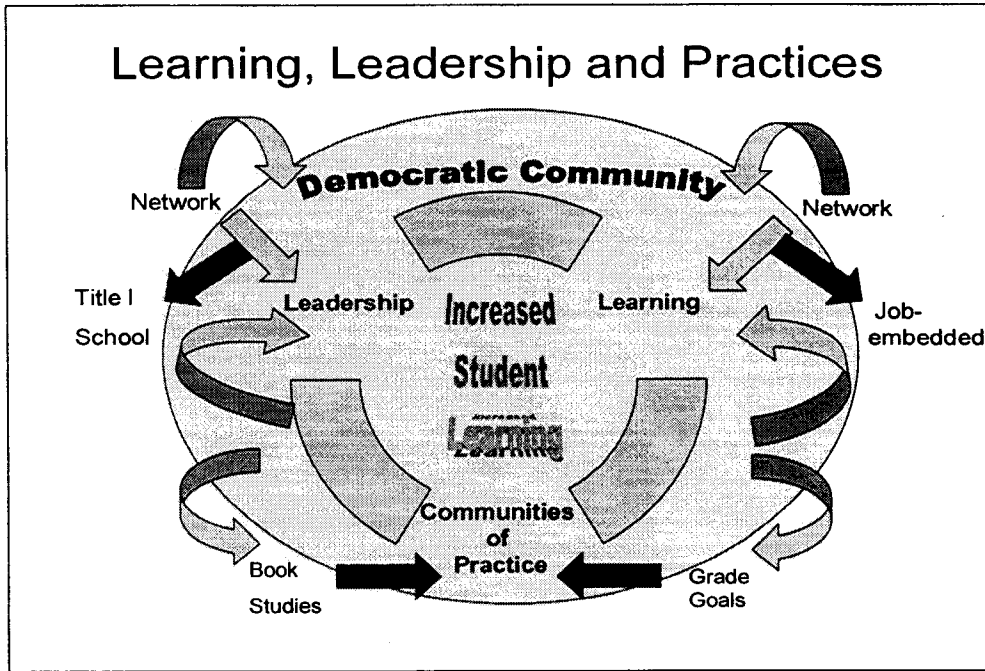 Learning, Leadership and Practices
Democratic Community
Network
Network
Title I
School
Leadership
Increased
Learning
Job-
embedded
Student
Learning
Communities
of
Practice
Book
Studies
Grade
Goals